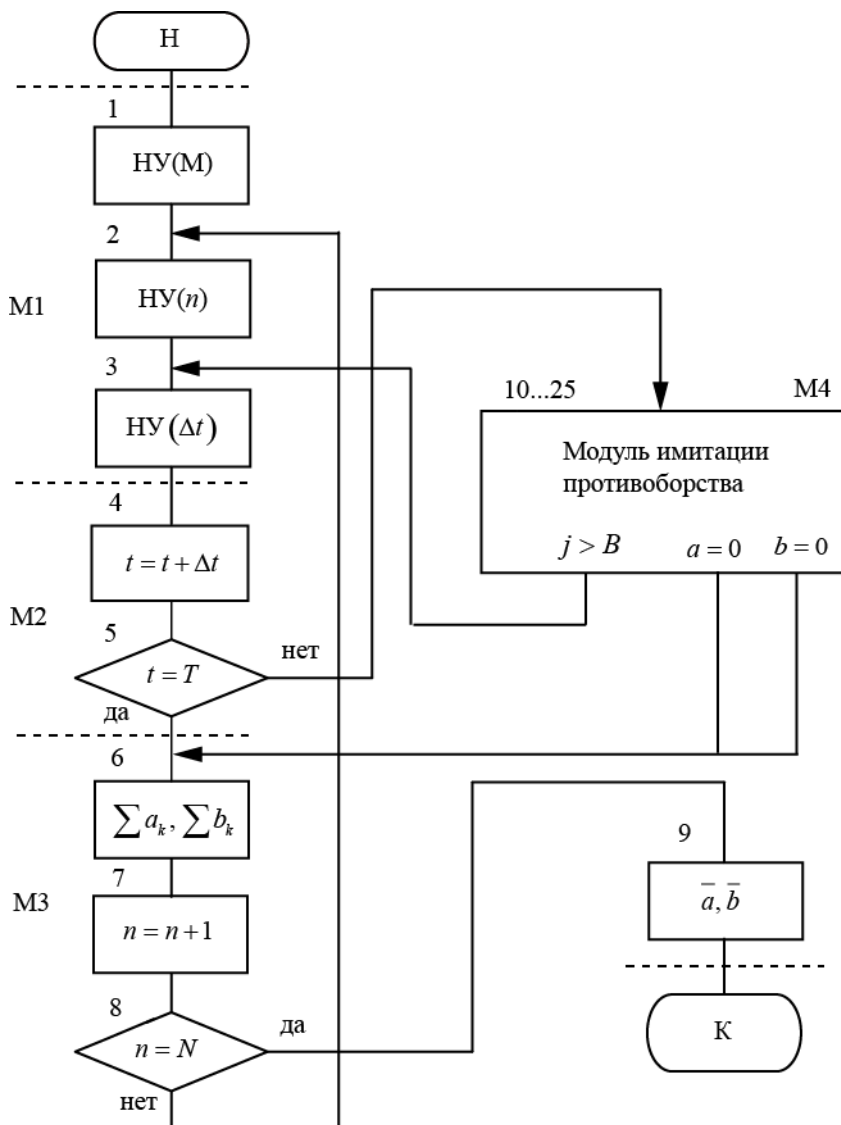 Н
1
НУ(М)
2
НУ(n)
М1
3
НУ(Δt)
4
t = t + Δt
М2
5
t = T
нет
да
6
∑a_k, ∑b_k
7
М3
n = n + 1
8
n = N
да
нет
10...25
М4
Модуль имитации
противоборства
j > B
a = 0
b = 0
9
a̅, b̅
К